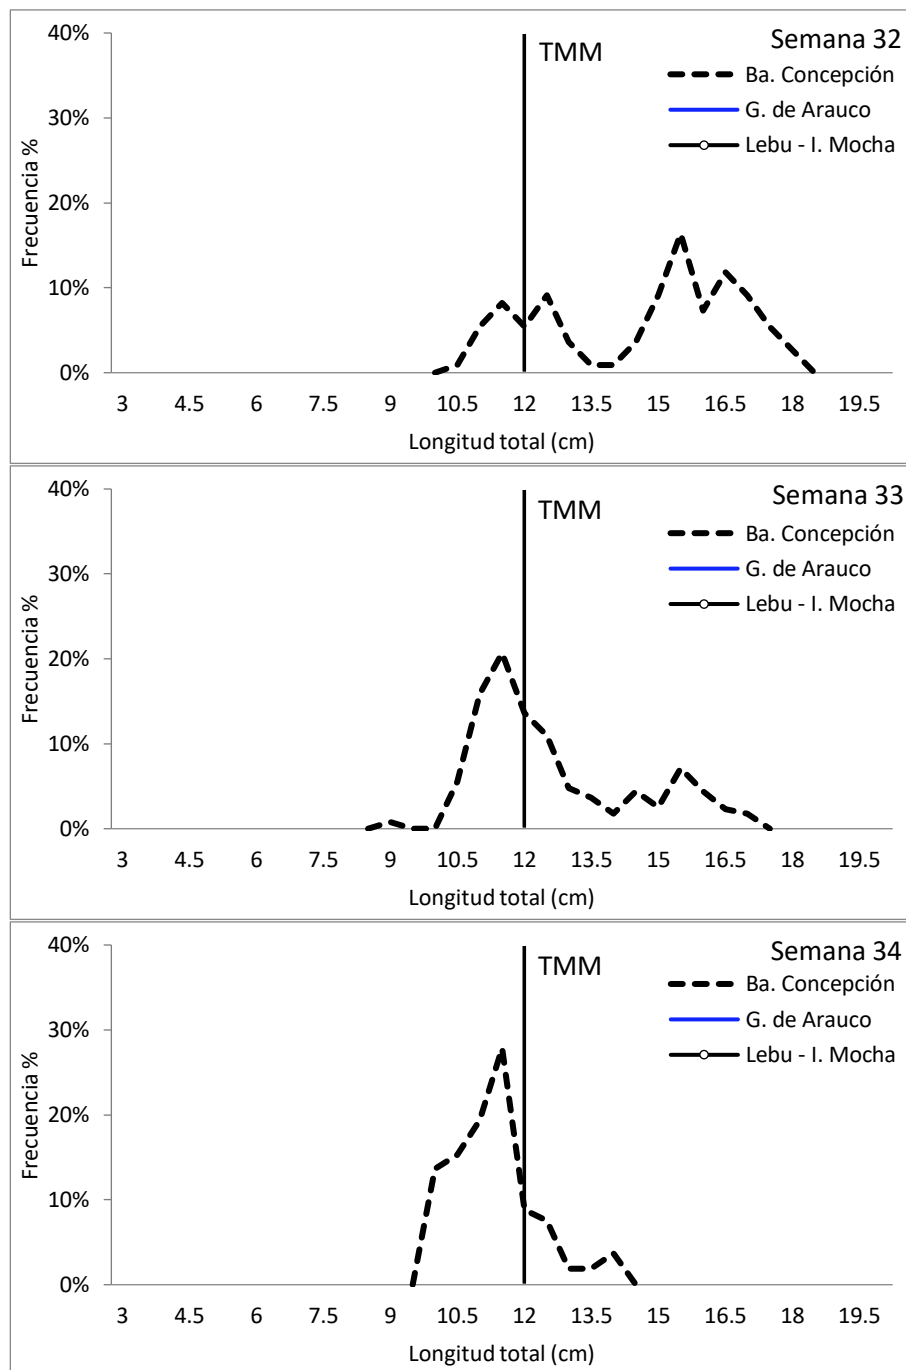 Semana 32
40%
TMM
Ba. Concepción
30%
G. de Arauco
Lebu - I. Mocha
20%
10%
0%
Frecuencia %
3 4.5 6 7.5 9 10.5 12 13.5 15 16.5 18 19.5
Longitud total (cm)
Semana 33
40%
TMM
Ba. Concepción
30%
G. de Arauco
Lebu - I. Mocha
20%
10%
0%
Frecuencia %
3 4.5 6 7.5 9 10.5 12 13.5 15 16.5 18 19.5
Longitud total (cm)
Semana 34
40%
TMM
Ba. Concepción
30%
G. de Arauco
Lebu - I. Mocha
20%
10%
0%
Frecuencia %
3 4.5 6 7.5 9 10.5 12 13.5 15 16.5 18 19.5
Longitud total (cm)